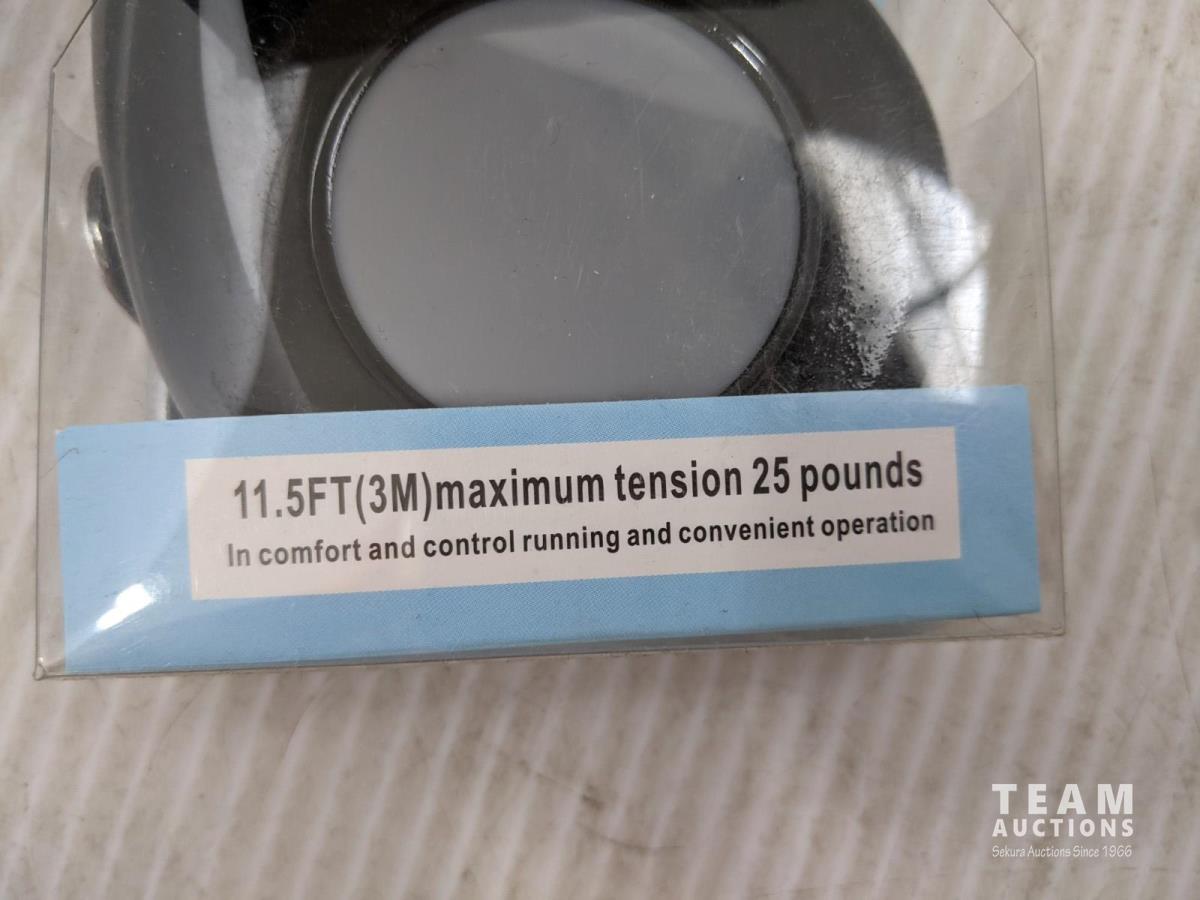 11.5FT(3M)maximum tension 25 pounds
In comfort and control running and convenient operation
TEAM
AUCTIONS
Sekura Auctions Since 1966